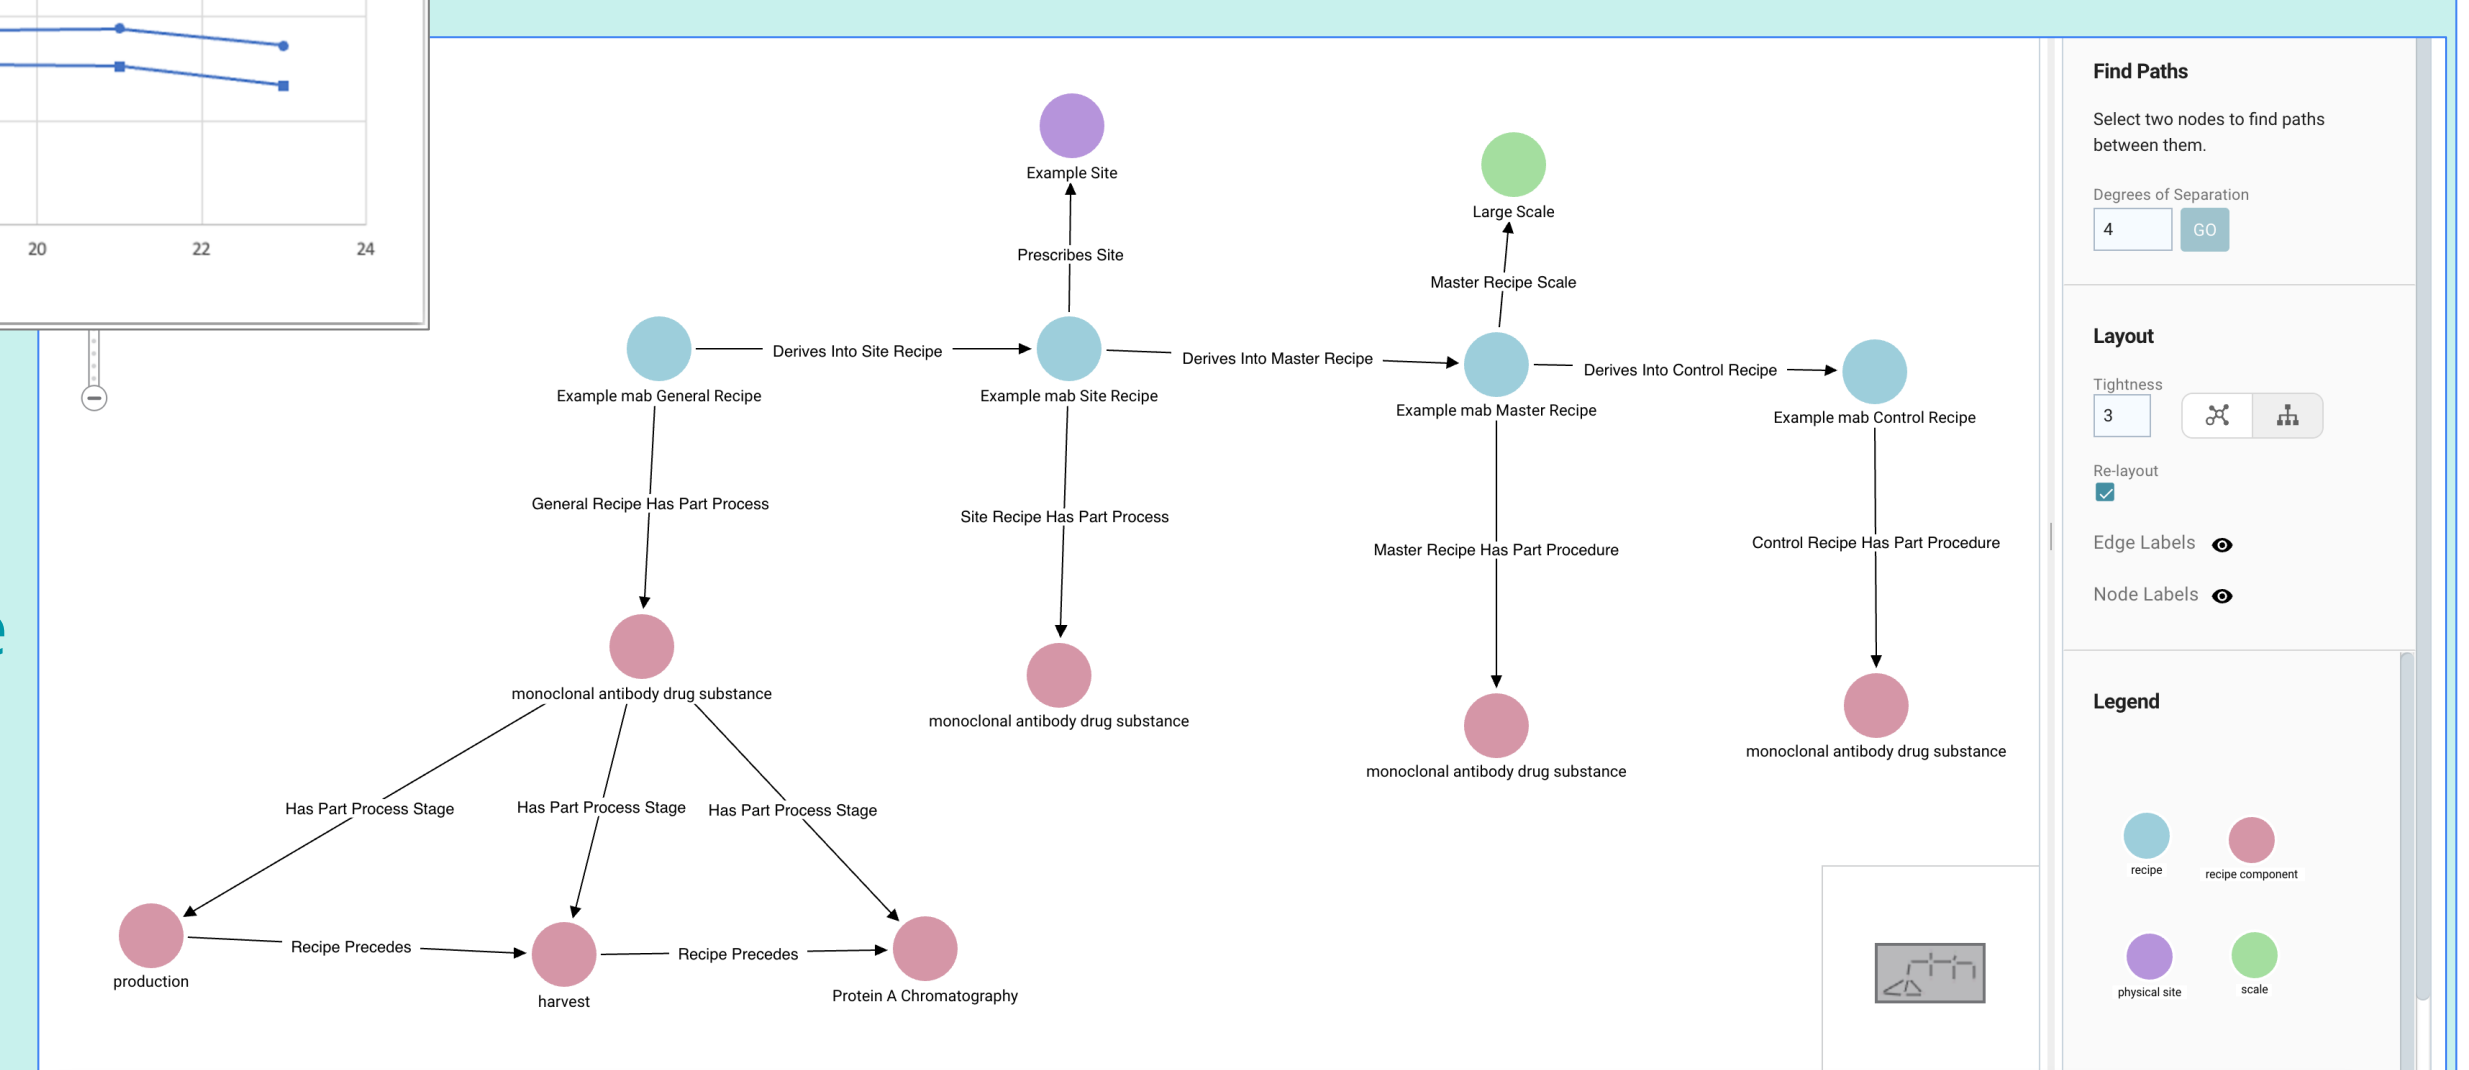 20 22 24
e
Example Site
Large Scale
Prescribes Site
Master Recipe Scale
Derives Into Site Recipe
Derives Into Master Recipe
Derives Into Control Recipe
Example mab General Recipe
Example mab Site Recipe
Example mab Master Recipe
Example mab Control Recipe
General Recipe Has Part Process
Site Recipe Has Part Process
Master Recipe Has Part Procedure
Control Recipe Has Part Procedure
monoclonal antibody drug substance
monoclonal antibody drug substance
monoclonal antibody drug substance
monoclonal antibody drug substance
Has Part Process Stage
Has Part Process Stage
Has Part Process Stage
Recipe Precedes
Recipe Precedes
production
harvest
Protein A Chromatography
Find Paths
Select two nodes to find paths
between them.
Degrees of Separation
4 GO
Layout
Tightness
3
Re-layout
Edge Labels
Node Labels
Legend
recipe
recipe component
physical site
scale